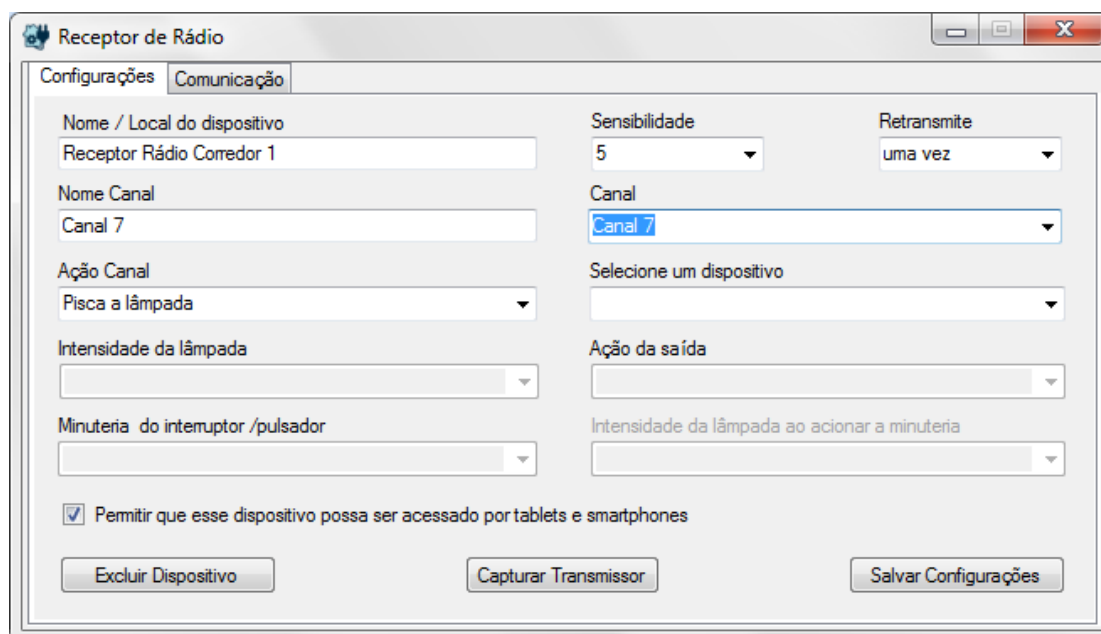 Receptor de Rádio
Configurações Comunicação
Nome / Local do dispositivo Sensibilidade Retransmite
Receptor Rádio Corredor 1 5 uma vez
Nome Canal Canal
Canal 7 Canal 7
Ação Canal Selecione um dispositivo
Pisca a lâmpada
Intensidade da lâmpada Ação da saída
Minuteria do interruptor /pulsador Intensidade da lâmpada ao acionar a minuteria
Permitir que esse dispositivo possa ser acessado por tablets e smartphones
Excluir Dispositivo Capturar Transmissor Salvar Configurações